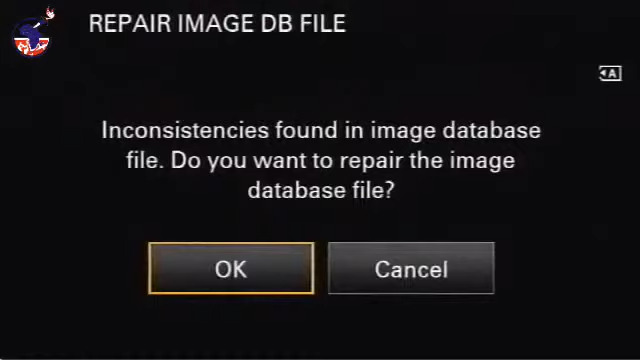 REPAIR IMAGE DB FILE
A
Inconsistencies found in image database
file. Do you want to repair the image
database file?
OK
Cancel